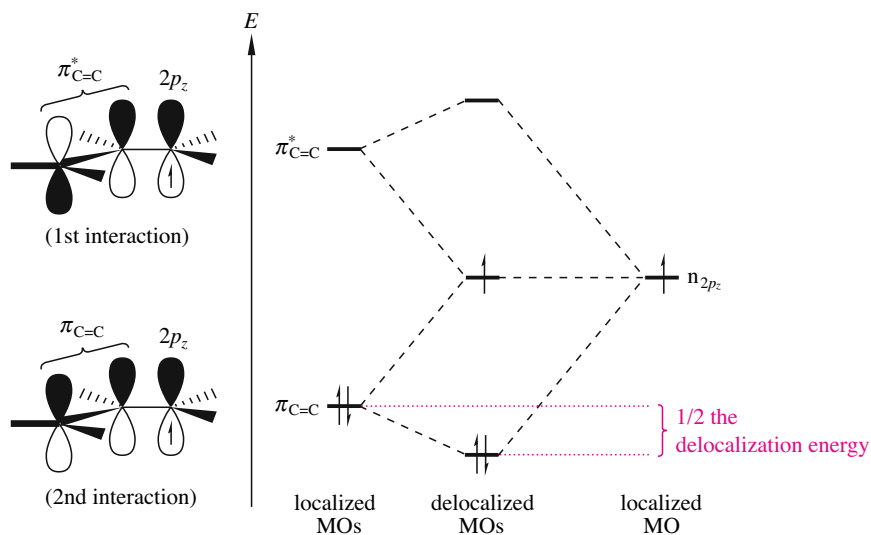 E
π*C=C
2pz
(1st interaction)
πC=C
2pz
(2nd interaction)
π*C=C
n2pz
πC=C
1/2 the
delocalization energy
localized
MOs
delocalized
MOs
localized
MO